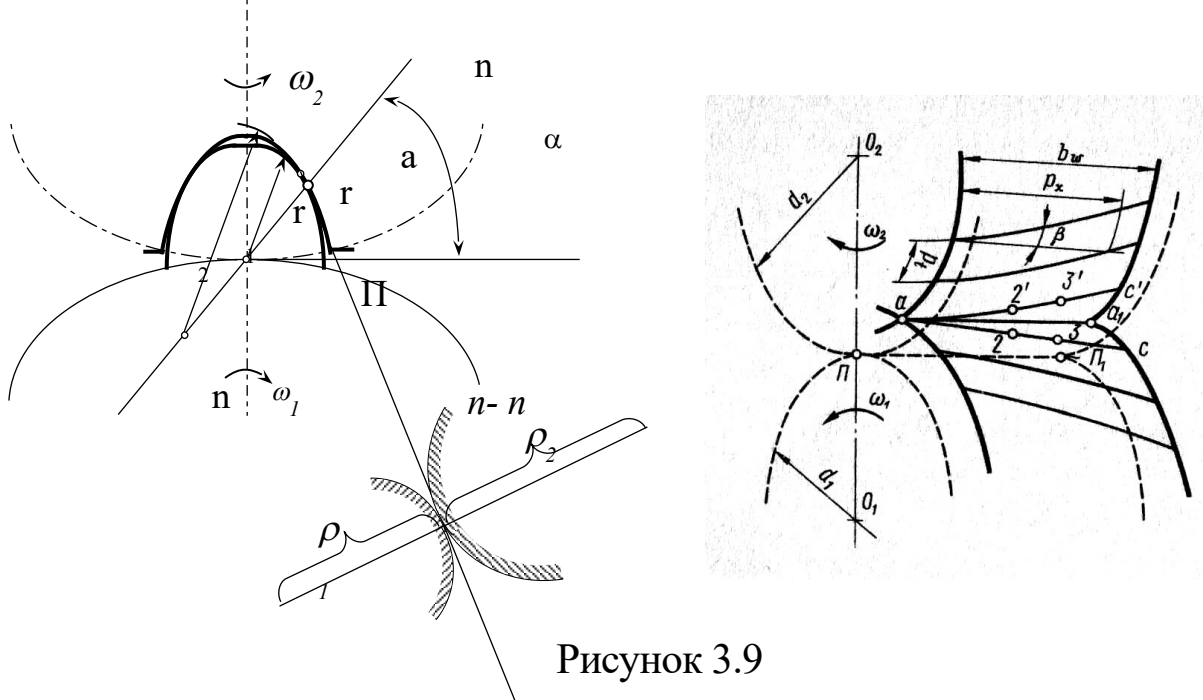 n
ω2
α
a
r
r
2
П
n
ω1
n- n
ρ2
ρ
1
O2
bw
px
d2
ω2
β
pt
2'
3'
c'
a
a1
2
3
c
П
П1
ω1
d1
O1
Рисунок 3.9